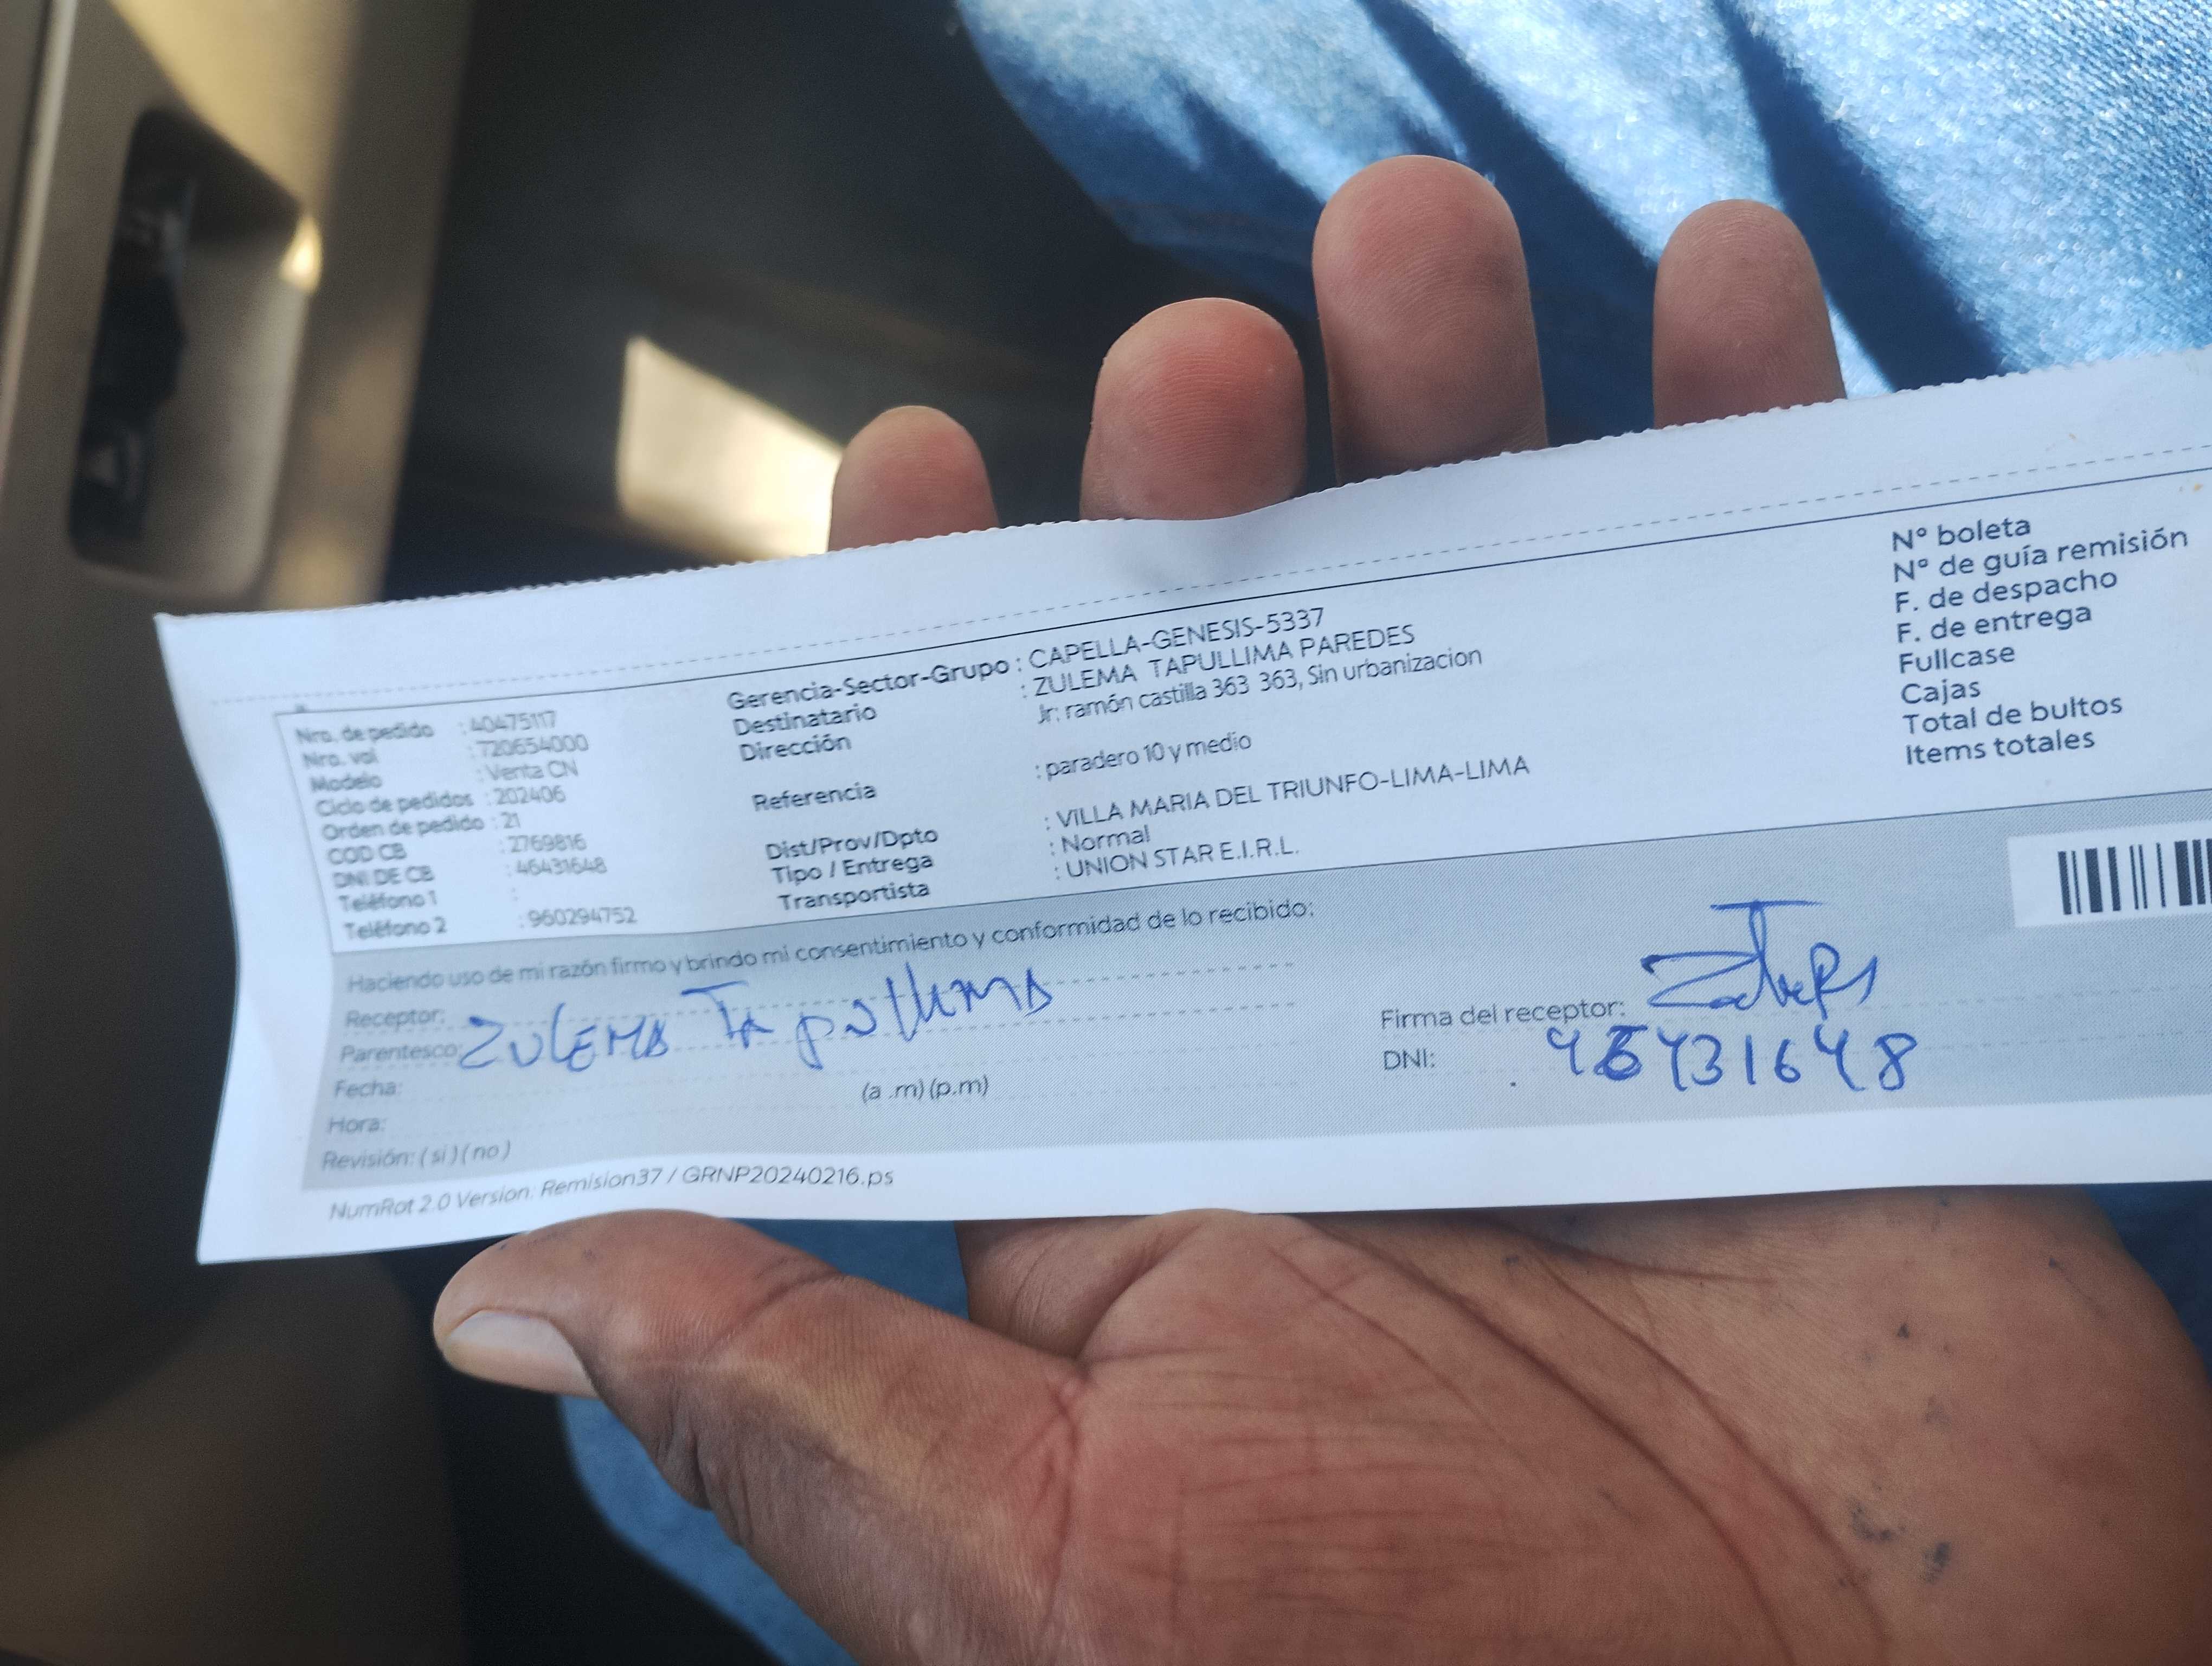 Nro. de pedido : 40475117
Nro. val : 720654000
Modelo : Venta CN
Ciclo de pedidos : 202406
Orden de pedido : 21
COD CB : 2769816
DNI DE CB : 46431648
Teléfono 1 :
Teléfono 2 : 960294752
Gerencia-Sector-Grupo : CAPELLA-GENESIS-5337
Destinatario : ZULEMA TAPULLIMA PAREDES
Dirección Jr: ramón castilla 363 363, Sin urbanizacion
Referencia : paradero 10 y medio
Dist/Prov/Dpto : VILLA MARIA DEL TRIUNFO-LIMA-LIMA
Tipo / Entrega : Normal
Transportista : UNION STAR E.I.R.L.
N° boleta
N° de guía remisión
F. de despacho
F. de entrega
Fullcase
Cajas
Total de bultos
Items totales
Haciendo uso de mi razón firmo y brindo mi consentimiento y conformidad de lo recibido:
Receptor: ZULEMA TApullima
Parentesco:
Fecha:
Hora: (a .m) (p.m)
Revisión: ( si ) ( no )
Firma del receptor:
DNI: 46431648
NumRot 2.0 Version: Remision37 / GRNP20240216.ps